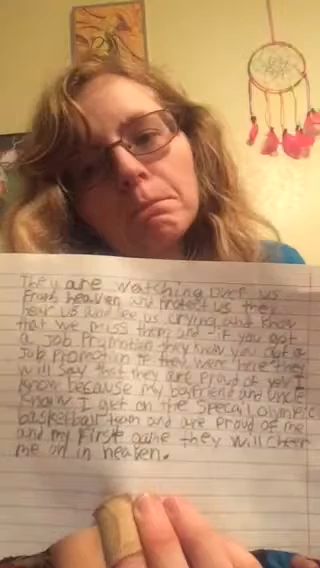 They are watching over us
From heaven and Protect us they
hear us and see us crying and know
that we miss them and if you got
a Job Promotion they know you got a
Job Promotion if they were here they
will say that they are Proud of you I
know because my boyfriend and uncle
know I get on the Special Olympic
basketball team and are proud of me
and my First game they will cheer
me on in heaven.